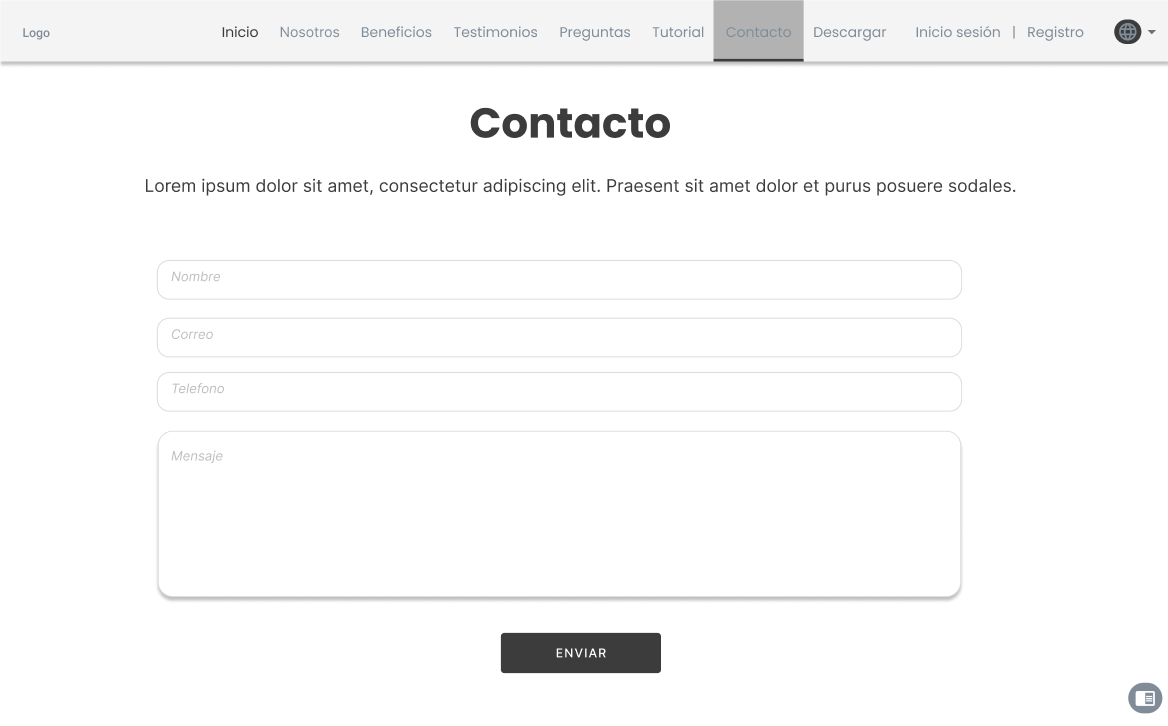 Logo Inicio Nosotros Beneficios Testimonios Preguntas Tutorial Contacto Descargar Inicio sesión | Registro
Contacto
Lorem ipsum dolor sit amet, consectetur adipiscing elit. Praesent sit amet dolor et purus posuere sodales.
Nombre
Correo
Telefono
Mensaje
ENVIAR